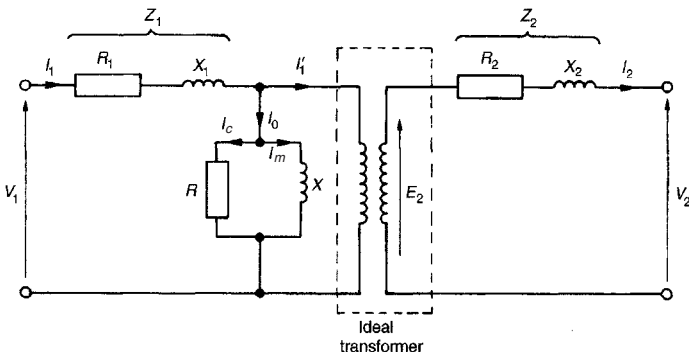 Z1
Z2
I1
R1
X1
I1′
R2
X2
I2
I0
Ic
Im
V1
R
X
E2
V2
Ideal
transformer